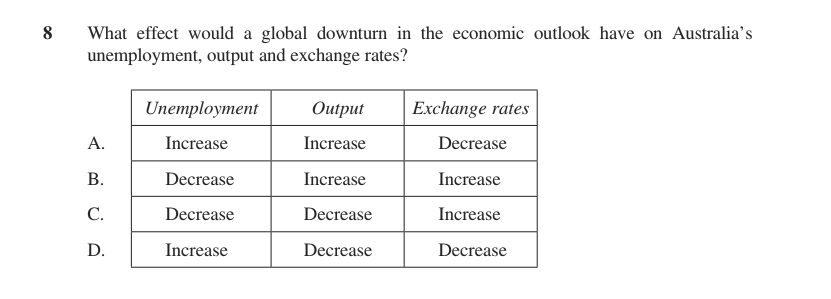 8 What effect would a global downturn in the economic outlook have on Australia's
unemployment, output and exchange rates?
Unemployment Output Exchange rates
A. Increase Increase Decrease
B. Decrease Increase Increase
C. Decrease Decrease Increase
D. Increase Decrease Decrease